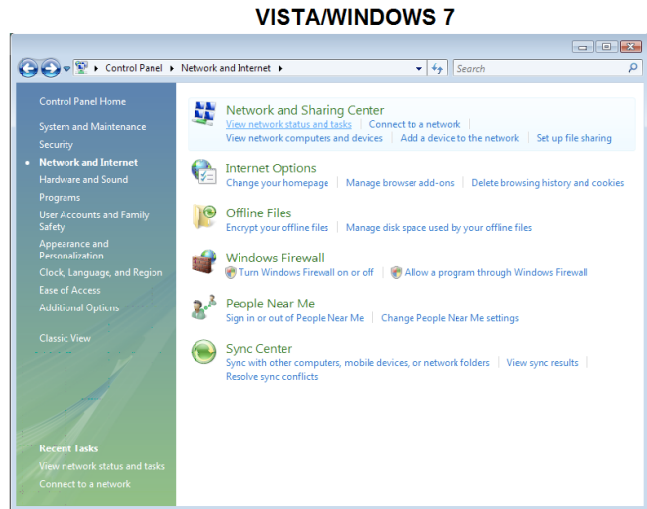 VISTA/WINDOWS 7
Control Panel Network and Internet Search
Control Panel Home
System and Maintenance
Security
Network and Internet
Hardware and Sound
Programs
User Accounts and Family
Safety
Appearance and
Personalization
Clock, Language, and Region
Ease of Access
Additional Options
Classic View
Recent Tasks
View network status and tasks
Connect to a network
Network and Sharing Center
View network status and tasks Connect to a network
View network computers and devices Add a device to the network Set up file sharing
Internet Options
Change your homepage Manage browser add-ons Delete browsing history and cookies
Offline Files
Encrypt your offline files Manage disk space used by your offline files
Windows Firewall
Turn Windows Firewall on or off Allow a program through Windows Firewall
People Near Me
Sign in or out of People Near Me Change People Near Me settings
Sync Center
Sync with other computers, mobile devices, or network folders View sync results
Resolve sync conflicts